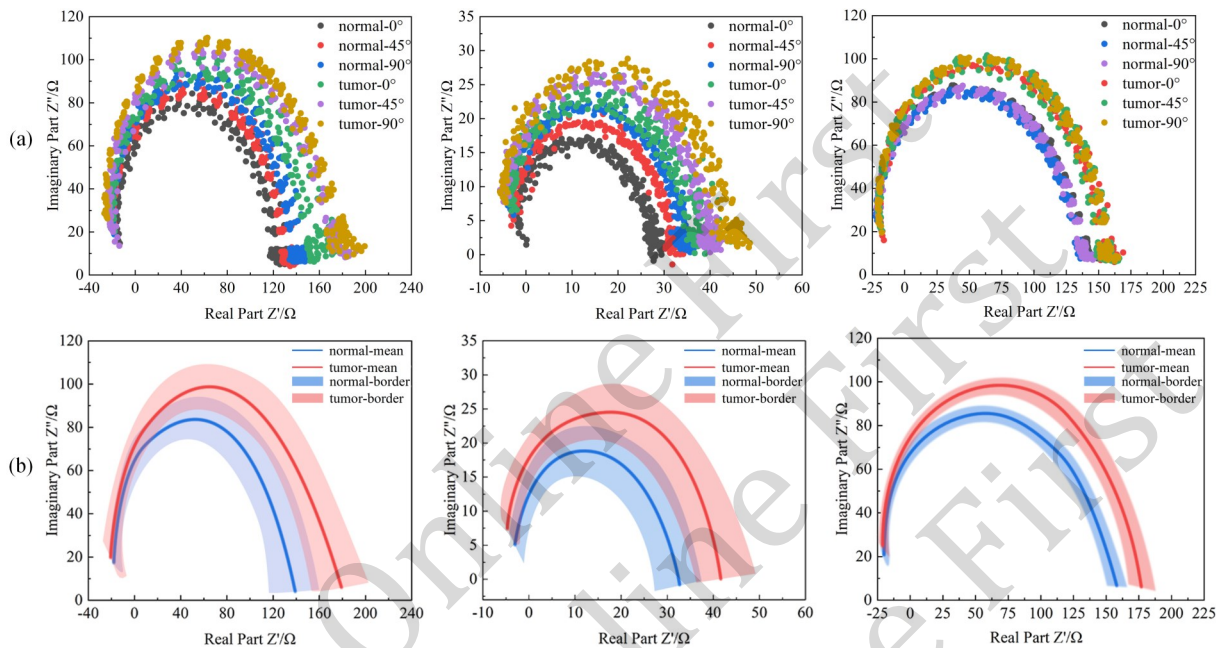 (a)
Imaginary Part Z''/Ω
120
100
80
60
40
20
0
-40
0
40
80
120
160
200
240
Real Part Z'/Ω
normal-0°
normal-45°
normal-90°
tumor-0°
tumor-45°
tumor-90°
Imaginary Part Z''/Ω
35
30
25
20
15
10
5
0
-10
0
10
20
30
40
50
60
Real Part Z'/Ω
normal-0°
normal-45°
normal-90°
tumor-0°
tumor-45°
tumor-90°
Imaginary Part Z''/Ω
120
100
80
60
40
20
0
-25
0
25
50
75
100
125
150
175
200
225
Real Part Z'/Ω
normal-0°
normal-45°
normal-90°
tumor-0°
tumor-45°
tumor-90°
(b)
Imaginary Part Z''/Ω
120
100
80
60
40
20
0
-40
0
40
80
120
160
200
240
Real Part Z'/Ω
normal-mean
tumor-mean
normal-border
tumor-border
Imaginary Part Z''/Ω
35
30
25
20
15
10
5
0
-10
0
10
20
30
40
50
60
Real Part Z'/Ω
normal-mean
tumor-mean
normal-border
tumor-border
Imaginary Part Z''/Ω
120
100
80
60
40
20
0
-25
0
25
50
75
100
125
150
175
200
225
Real Part Z'/Ω
normal-mean
tumor-mean
normal-border
tumor-border
Online First
line First
e First